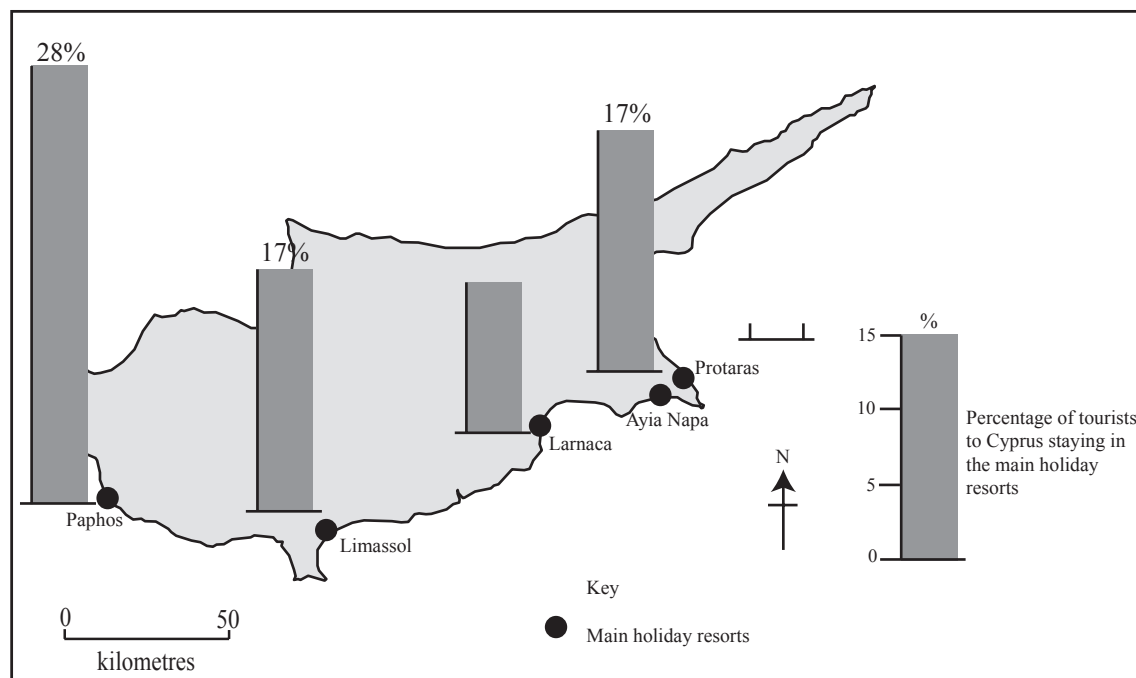 28%
17%
17%
%
15
10
5
0
Protaras
Ayia Napa
Larnaca
Percentage of tourists
to Cyprus staying in
the main holiday
resorts
N
Paphos
Limassol
0 50
kilometres
Key
Main holiday resorts